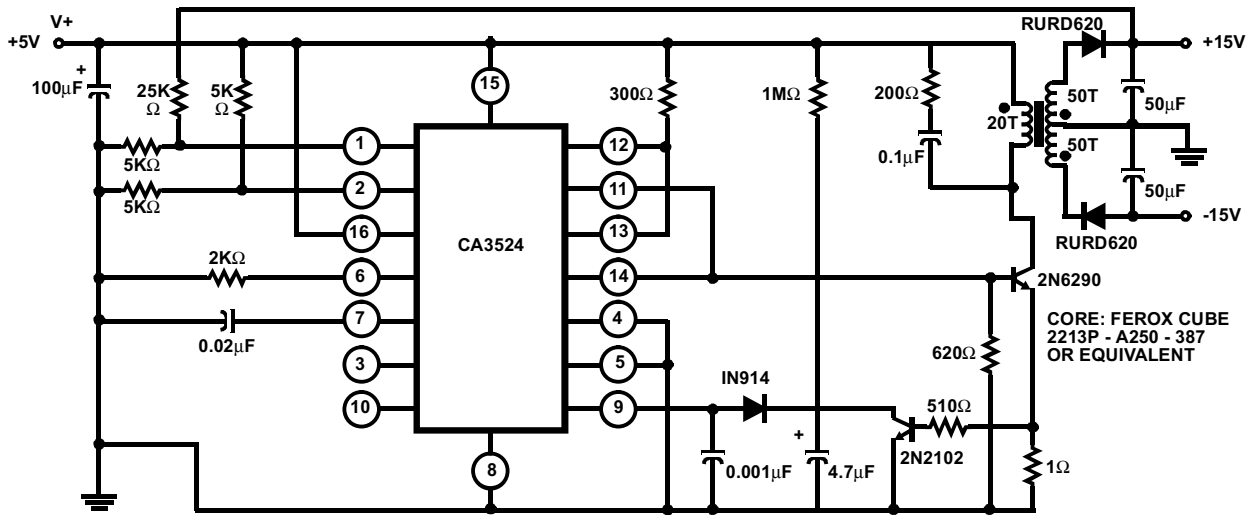 V+
+5V
+
100µF
25K
Ω
5K
Ω
5KΩ
5KΩ
2KΩ
0.02µF
1
2
16
6
7
3
10
15
CA3524
8
12
11
13
14
4
5
9
300Ω
1MΩ
200Ω
0.1µF
20T
50T
50T
RURD620
+15V
50µF
50µF
-15V
RURD620
2N6290
CORE: FEROX CUBE
2213P - A250 - 387
OR EQUIVALENT
620Ω
IN914
510Ω
2N2102
0.001µF
+
4.7µF
1Ω